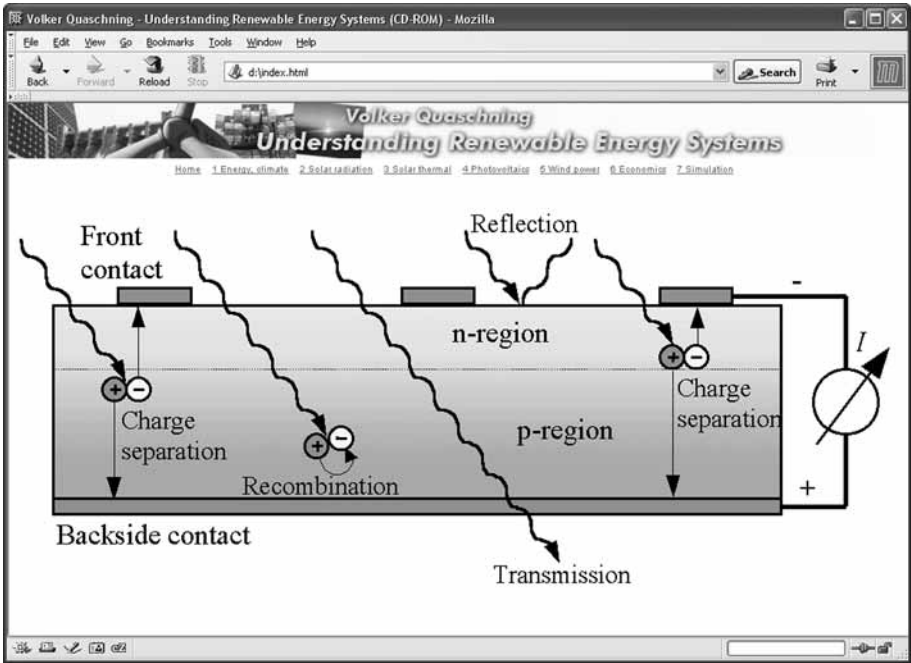 Volker Quaschning - Understanding Renewable Energy Systems (CD-ROM) - Mozilla
File Edit View Go Bookmarks Tools Window Help
Back Forward Reload Stop d:\index.html Search Print
Volker Quaschning
Understanding Renewable Energy Systems
Home 1 Energy, climate 2 Solar radiation 3 Solar thermal 4 Photovoltaics 5 Wind power 6 Economics 7 Simulation
Reflection
Front
contact
-
n-region
I
+ -
+ -
Charge
separation
Charge
separation
p-region
+ -
Recombination
+
Backside contact
Transmission